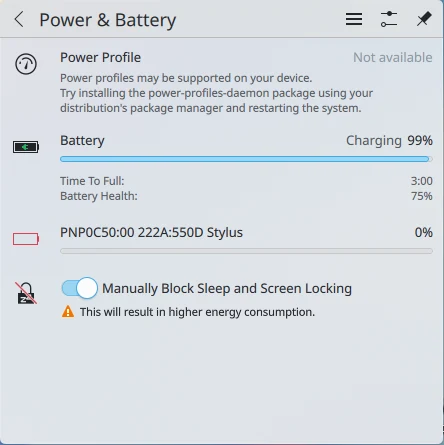 Power & Battery
Power Profile Not available
Power profiles may be supported on your device.
Try installing the power-profiles-daemon package using your
distribution's package manager and restarting the system.
Battery Charging 99%
Time To Full: 3:00
Battery Health: 75%
PNP0C50:00 222A:550D Stylus 0%
Manually Block Sleep and Screen Locking
This will result in higher energy consumption.